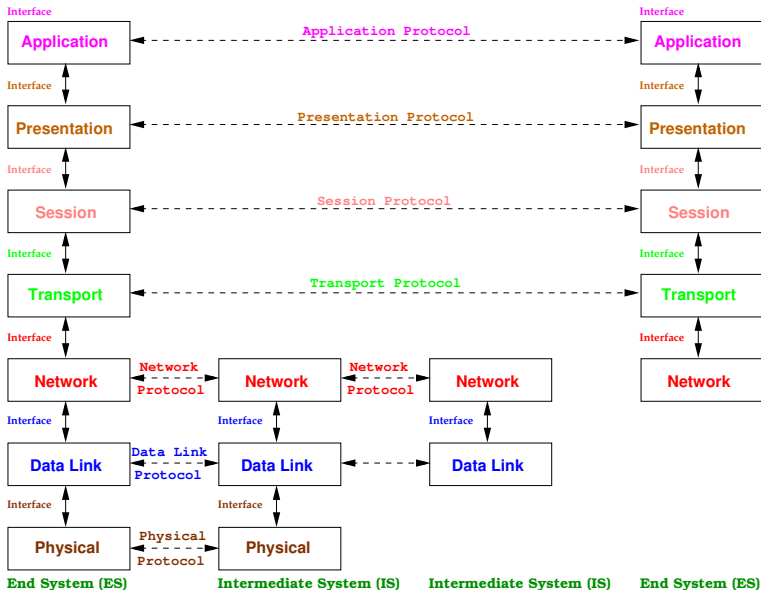 Interface
Interface
Application
Application Protocol
Application
Interface
Interface
Presentation
Presentation Protocol
Presentation
Interface
Interface
Session
Session Protocol
Session
Interface
Interface
Transport
Transport Protocol
Transport
Interface
Interface
Network
Network
Protocol
Network
Network
Protocol
Network
Network
Interface
Interface
Interface
Data Link
Data Link
Protocol
Data Link
Data Link
Interface
Interface
Physical
Physical
Protocol
Physical
End System (ES)
Intermediate System (IS)
Intermediate System (IS)
End System (ES)